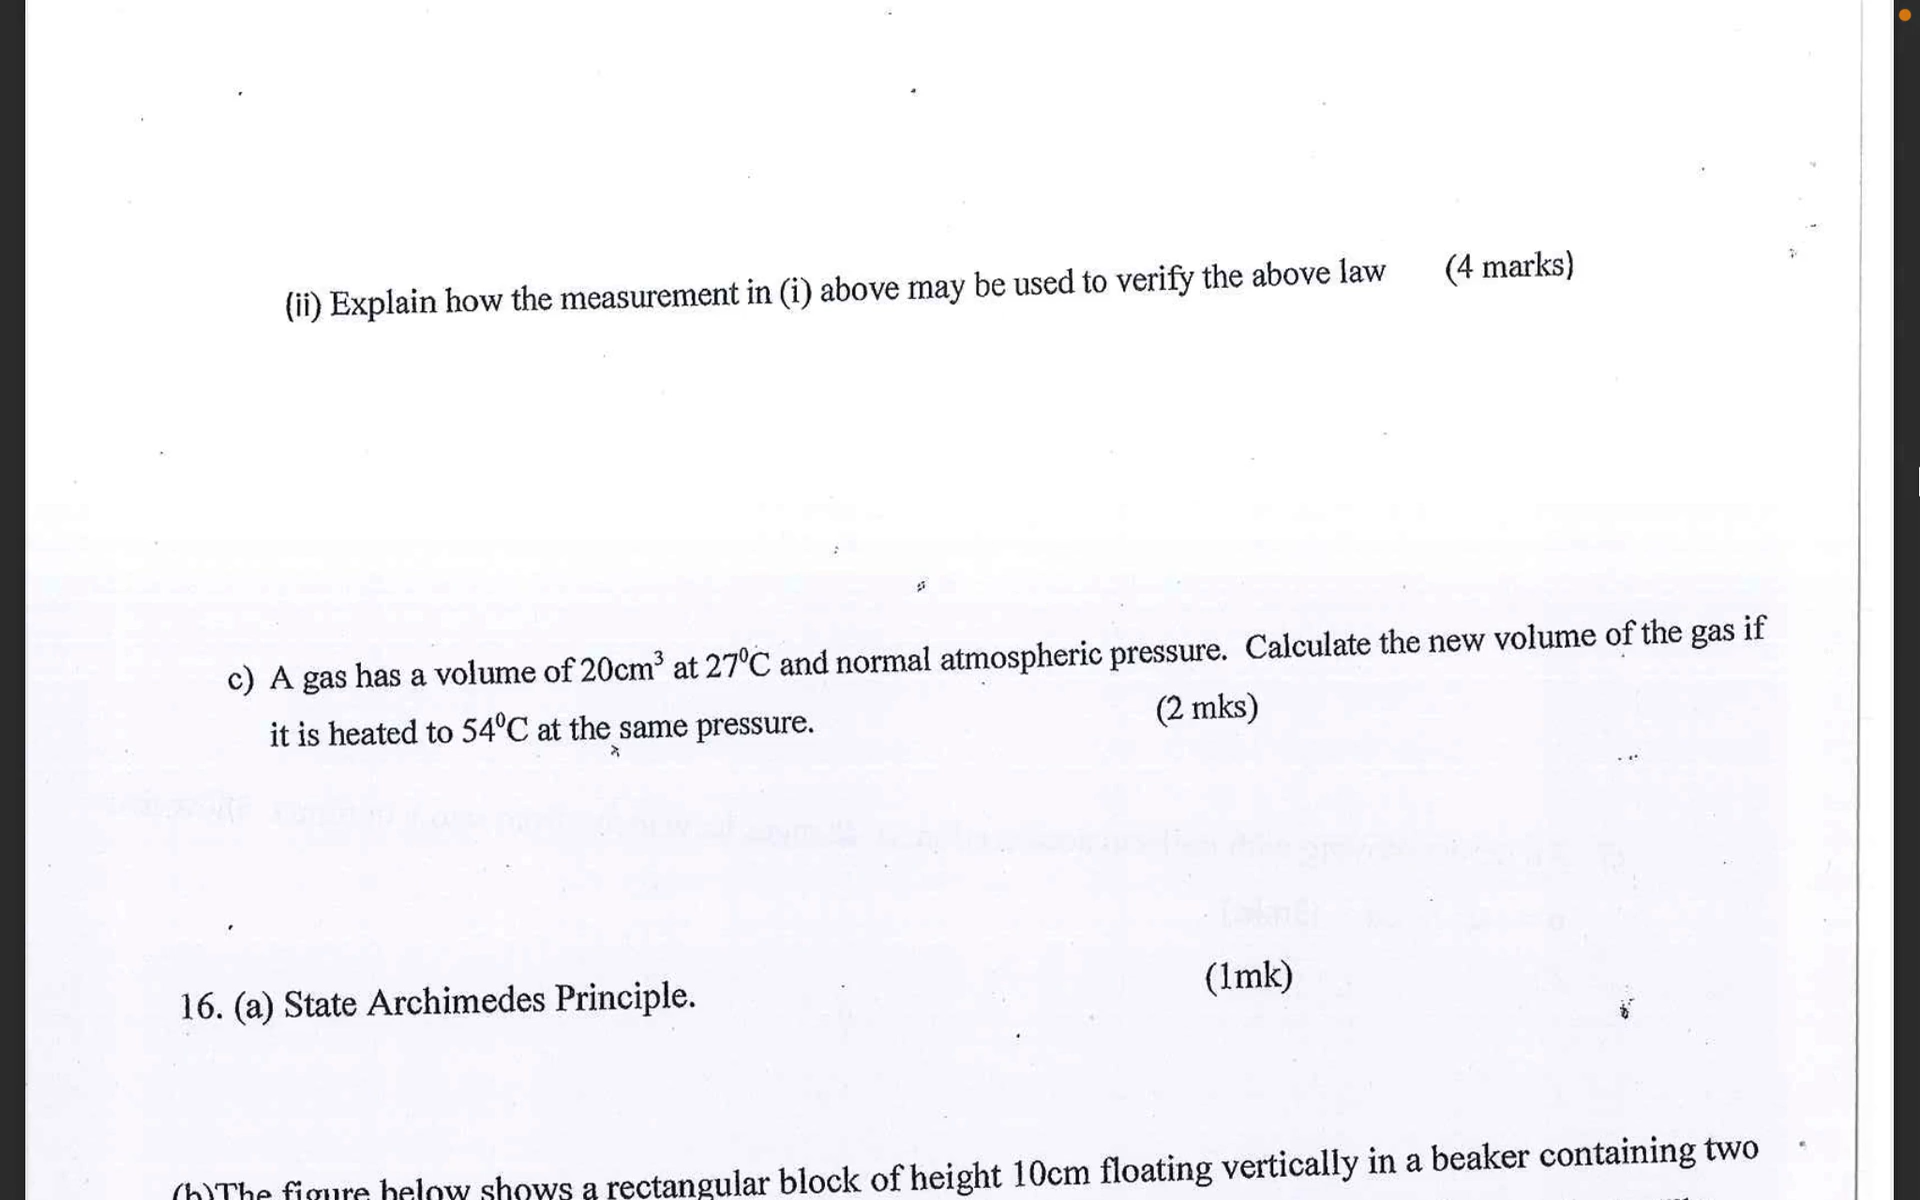 (ii) Explain how the measurement in (i) above may be used to verify the above law (4 marks)
c) A gas has a volume of 20cm³ at 27⁰C and normal atmospheric pressure. Calculate the new volume of the gas if
it is heated to 54⁰C at the same pressure. (2 mks)
16. (a) State Archimedes Principle. (1mk)
(b)The figure below shows a rectangular block of height 10cm floating vertically in a beaker containing two